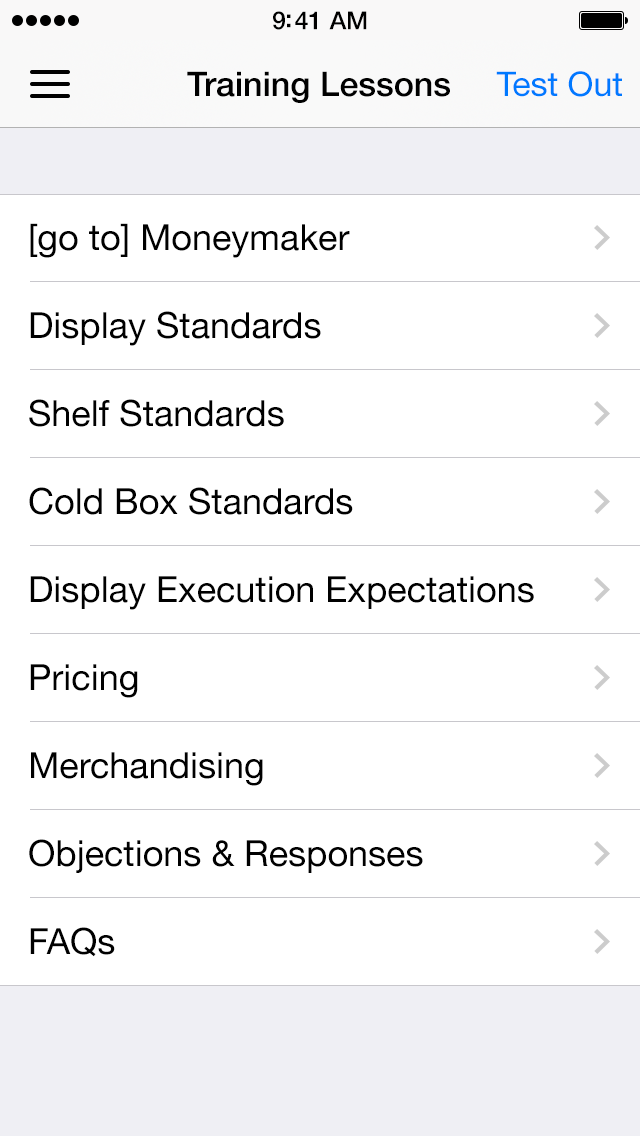 9:41 AM
Training Lessons
Test Out
[go to] Moneymaker
Display Standards
Shelf Standards
Cold Box Standards
Display Execution Expectations
Pricing
Merchandising
Objections & Responses
FAQs